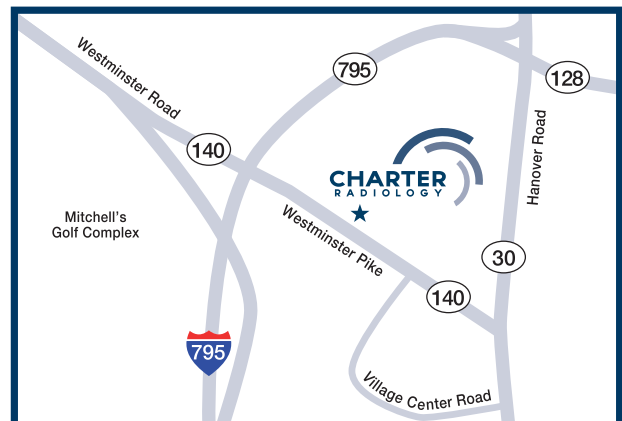 Westminster Road
795
128
140
CHARTER
RADIOLOGY
Hanover Road
Mitchell's
Golf Complex
Westminster Pike
30
140
795
Village Center Road